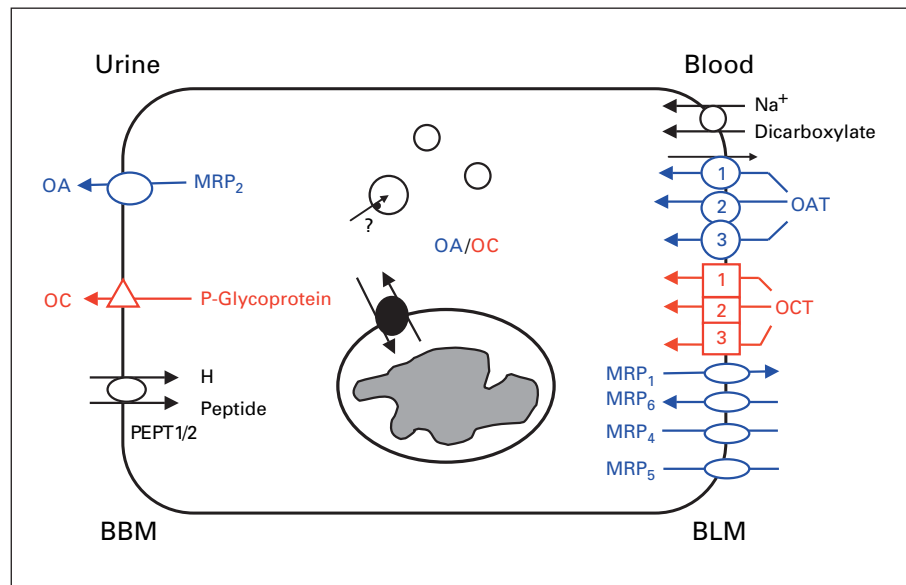 Urine
Blood
Na⁺
Dicarboxylate
OA
MRP₂
1
2
3
OAT
?
OA/OC
OC
P-Glycoprotein
1
2
3
OCT
H
Peptide
PEPT1/2
MRP₁
MRP₆
MRP₄
MRP₅
BBM
BLM